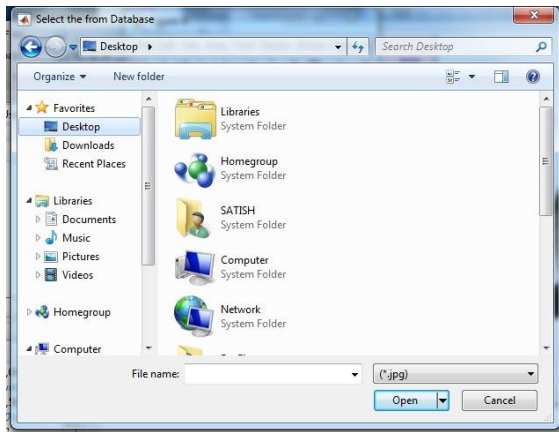 Select the from Database
Desktop
Search Desktop
Organize
New folder
Favorites
Desktop
Downloads
Recent Places
Libraries
Documents
Music
Pictures
Videos
Homegroup
Computer
Libraries
System Folder
Homegroup
System Folder
SATISH
System Folder
Computer
System Folder
Network
System Folder
File name:
(*.jpg)
Open
Cancel